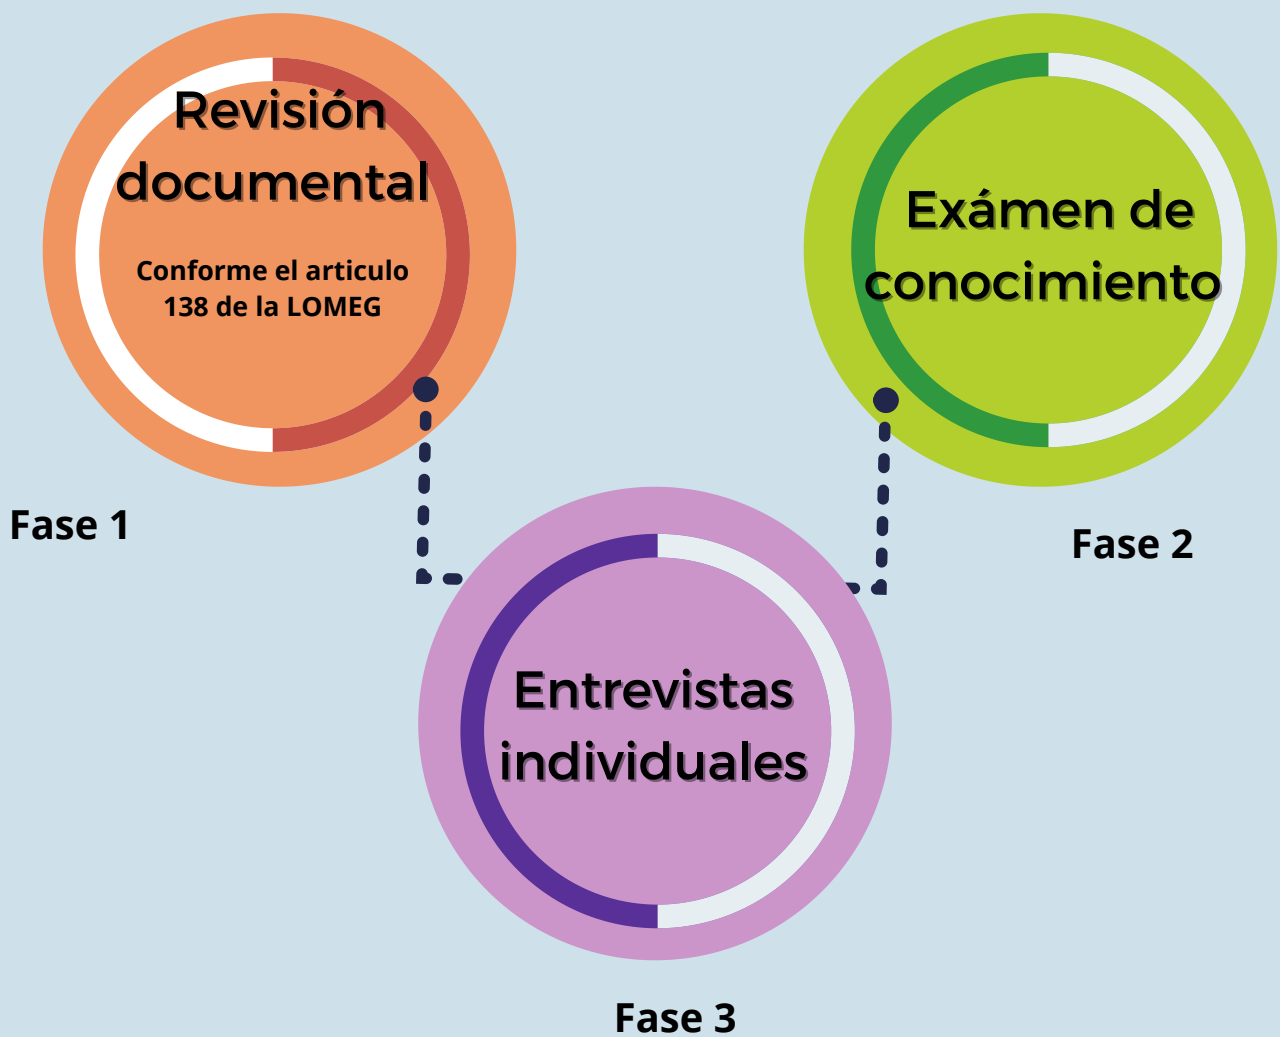 Revisión
documental
Conforme el articulo
138 de la LOMEG
Fase 1
Exámen de
conocimiento
Fase 2
Entrevistas
individuales
Fase 3